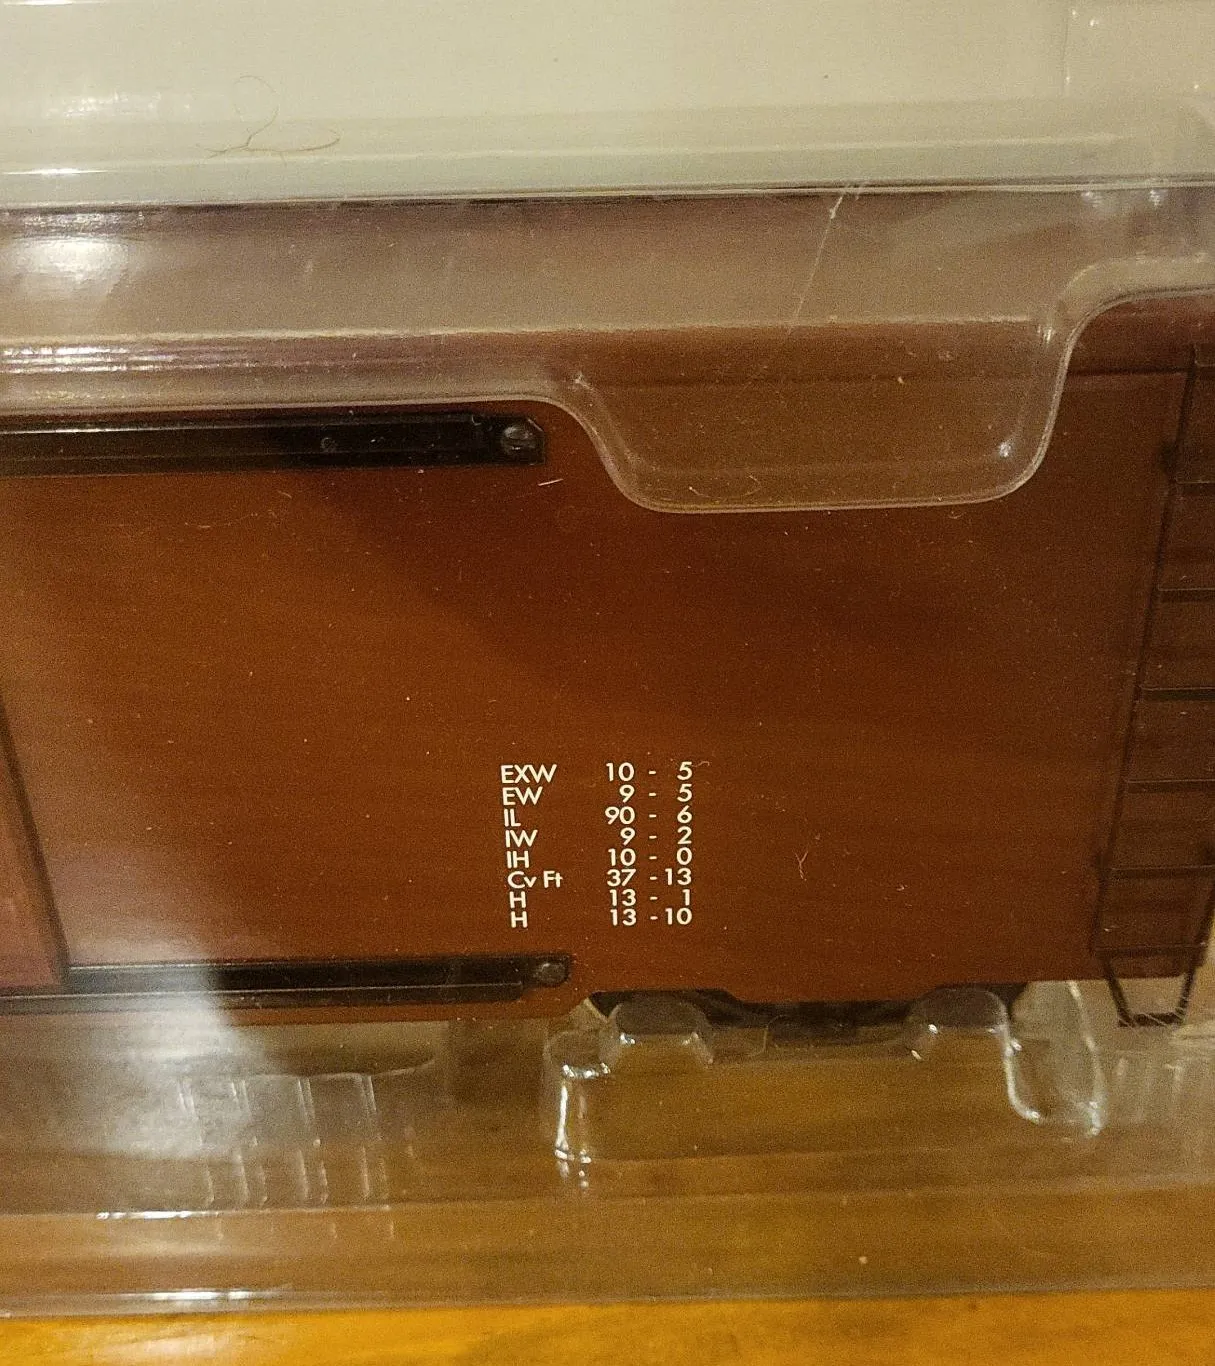 EXW 10 - 5
EW 9 - 5
IL 90 - 6
IW 9 - 2
IH 10 - 0
Cv Ft 37 - 13
H 13 - 1
H 13 - 10